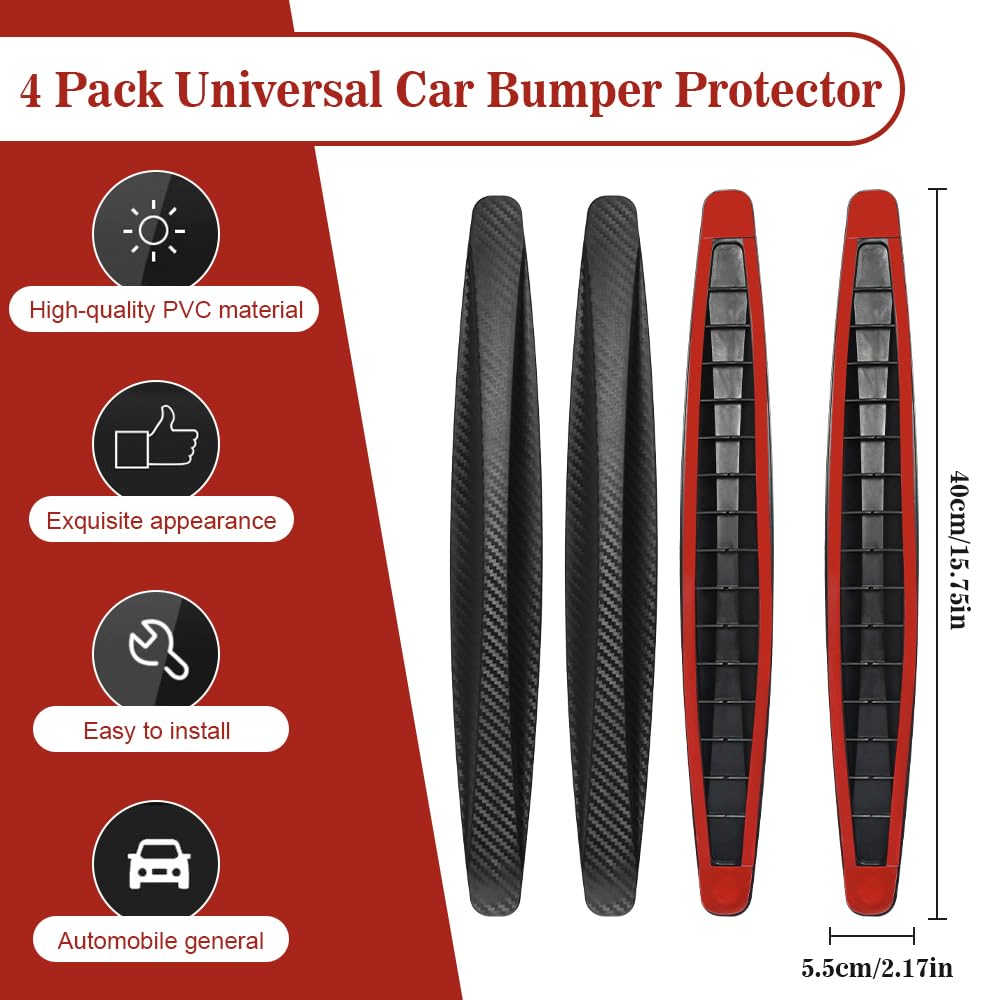 4 Pack Universal Car Bumper Protector
High-quality PVC material
Exquisite appearance
Easy to install
Automobile general
40cm/15.75in
5.5cm/2.17in